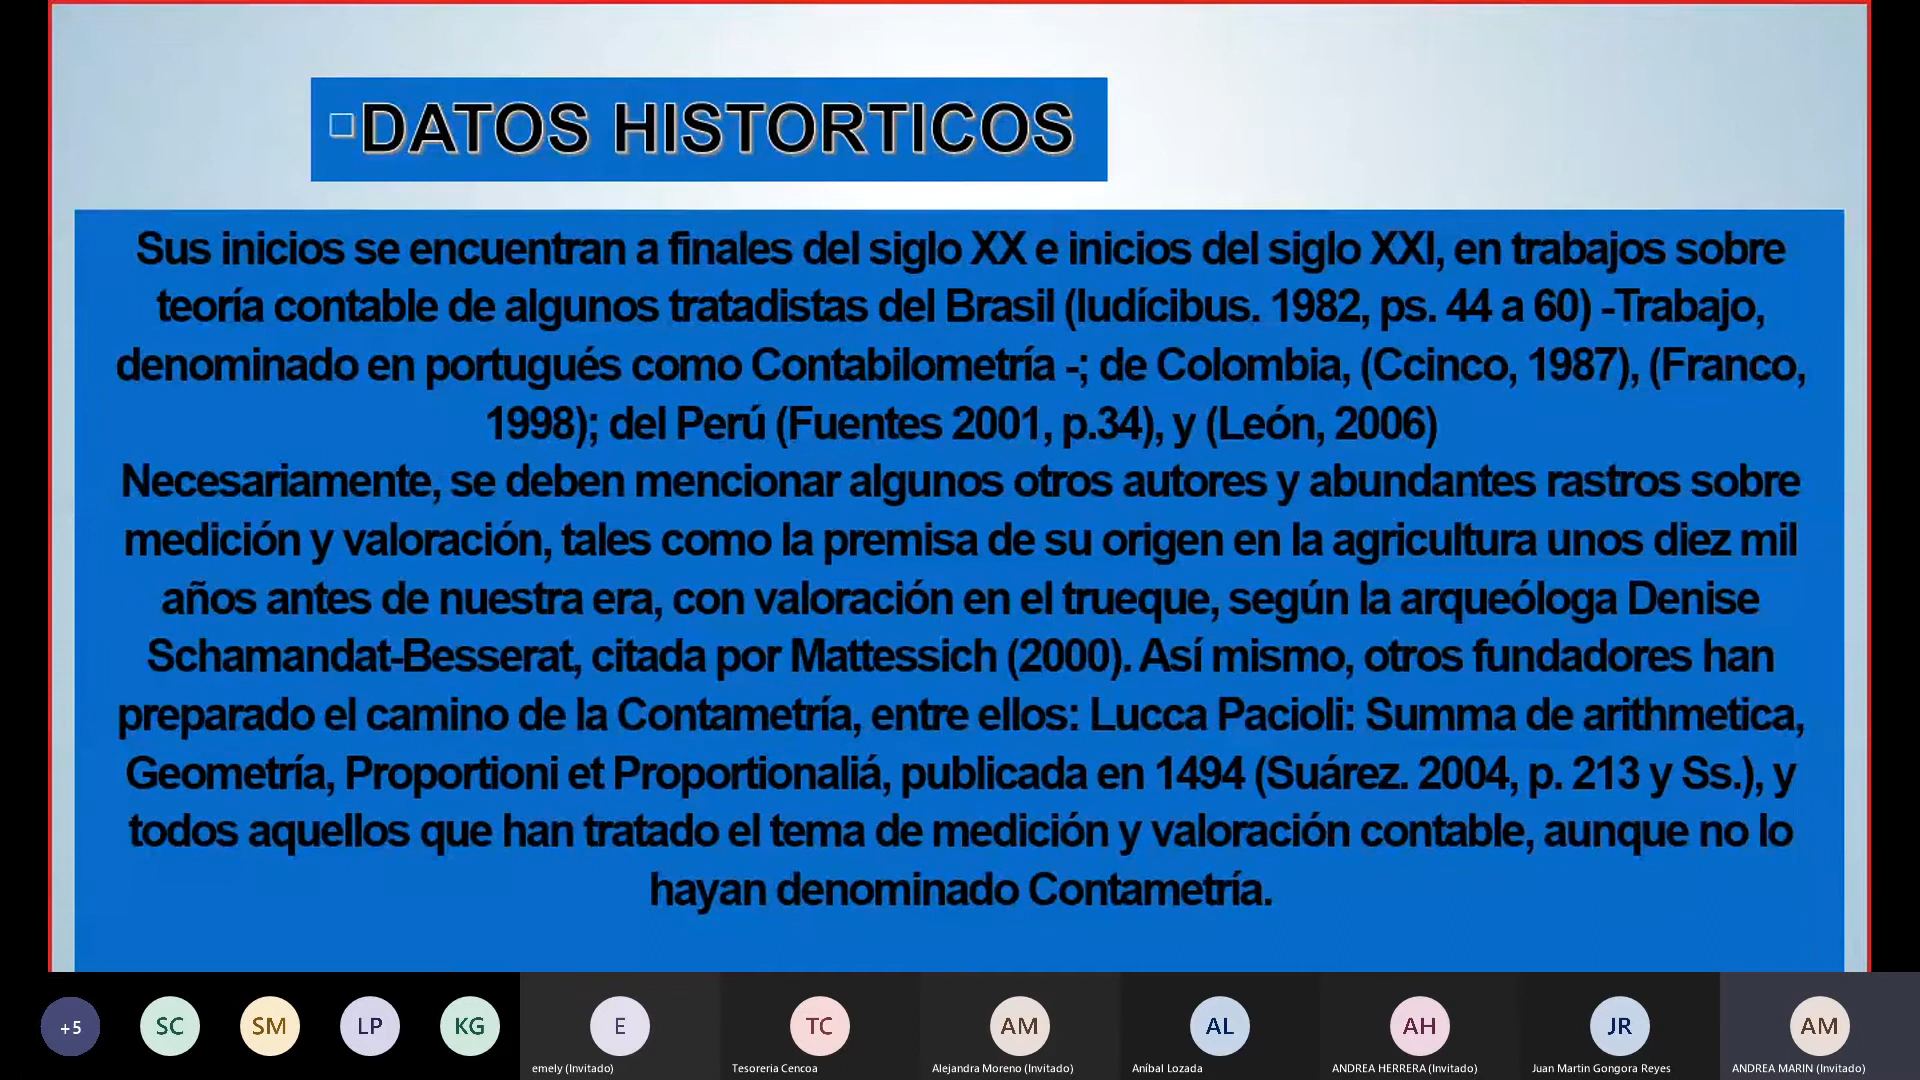 DATOS HISTORTICOS
Sus inicios se encuentran a finales del siglo XX e inicios del siglo XXI, en trabajos sobre
teoría contable de algunos tratadistas del Brasil (Iudícibus. 1982, ps. 44 a 60) -Trabajo,
denominado en portugués como Contabilometría -; de Colombia, (Ccinco, 1987), (Franco,
1998); del Perú (Fuentes 2001, p.34), y (León, 2006)
Necesariamente, se deben mencionar algunos otros autores y abundantes rastros sobre
medición y valoración, tales como la premisa de su origen en la agricultura unos diez mil
años antes de nuestra era, con valoración en el trueque, según la arqueóloga Denise
Schamandat-Besserat, citada por Mattessich (2000). Así mismo, otros fundadores han
preparado el camino de la Contametría, entre ellos: Lucca Pacioli: Summa de arithmetica,
Geometría, Proportioni et Proportionaliá, publicada en 1494 (Suárez. 2004, p. 213 y Ss.), y
todos aquellos que han tratado el tema de medición y valoración contable, aunque no lo
hayan denominado Contametría.
+5 SC SM LP KG E TC AM AL AH JR AM
emely (Invitado) Tesoreria Cencoa Alejandra Moreno (Invitado) Aníbal Lozada ANDREA HERRERA (Invitado) Juan Martin Gongora Reyes ANDREA MARIN (Invitado)